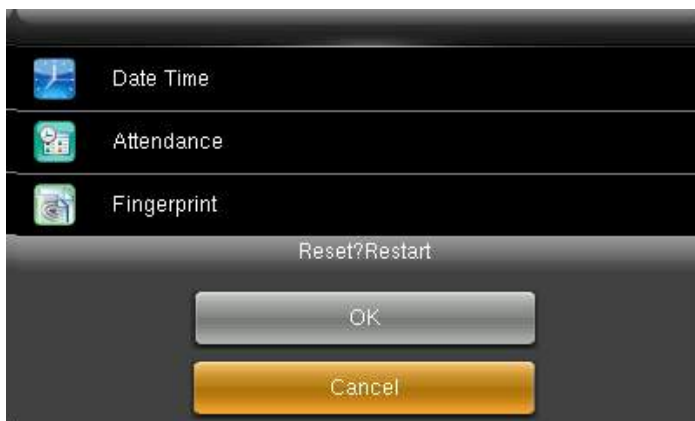 Date Time
Attendance
Fingerprint
Reset?Restart
OK
Cancel